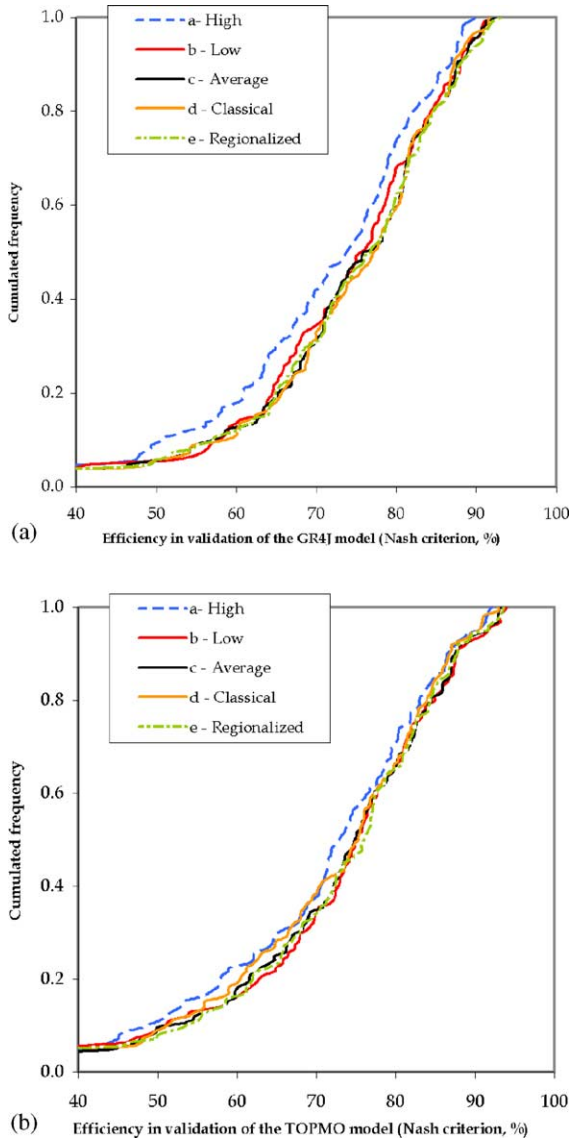 1.0
0.8
0.6
0.4
0.2
0.0
Cumulated frequency
a- High
b - Low
c- Average
d - Classical
e - Regionalized
40 50 60 70 80 90 100
(a)
Efficiency in validation of the GR4J model (Nash criterion, %)
1.0
0.8
0.6
0.4
0.2
0.0
Cumulated frequency
a- High
b - Low
c - Average
d - Classical
e - Regionalized
40 50 60 70 80 90 100
(b)
Efficiency in validation of the TOPMO model (Nash criterion, %)